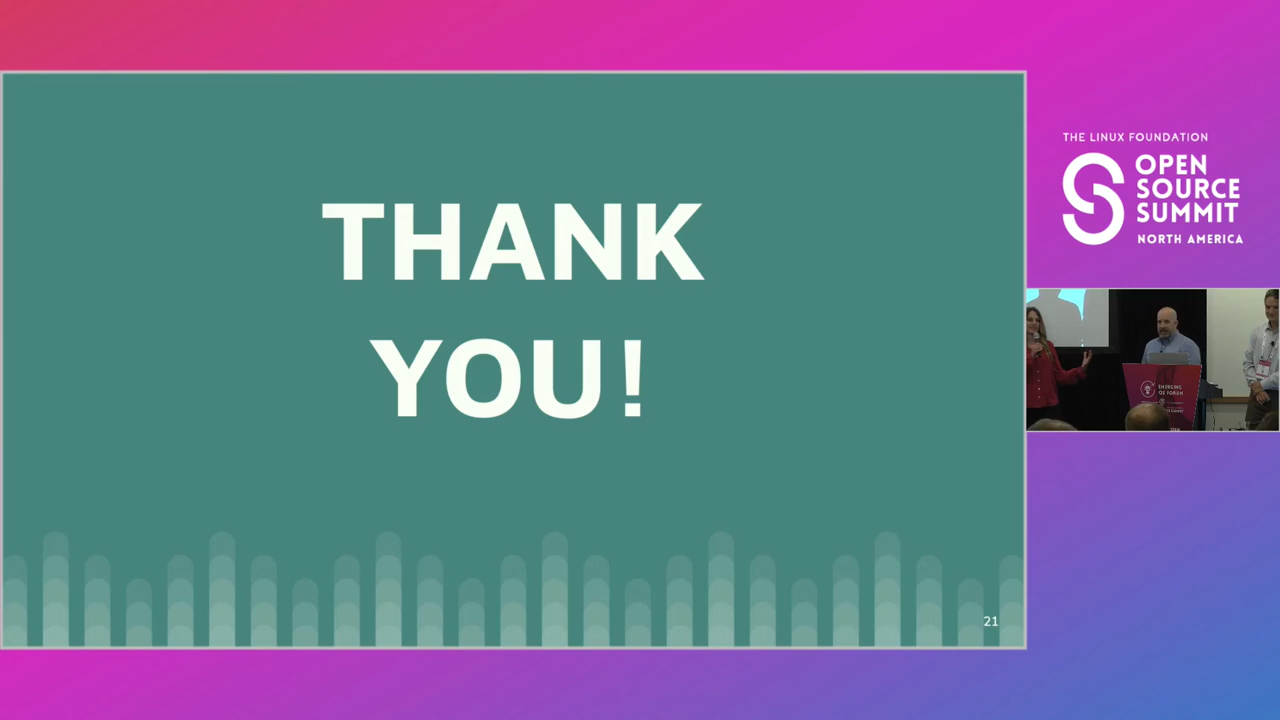 THANK
YOU!
21
THE LINUX FOUNDATION
OPEN
SOURCE
SUMMIT
NORTH AMERICA
EMERGING
OS FORUM